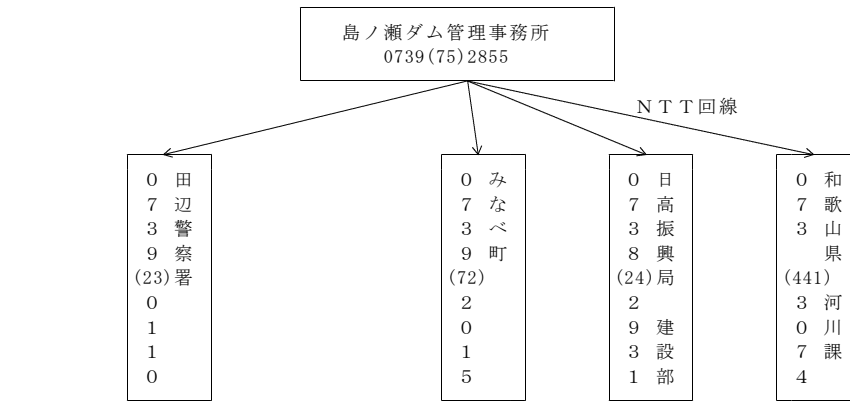 島ノ瀬ダム管理事務所
0739(75)2855
ＮＴＴ回線
田辺警察署
0739(23)0110
みなべ町
0739(72)2015
日高振興局 建設部
0738(24)2931
和歌山県 河川課
073(441)3074